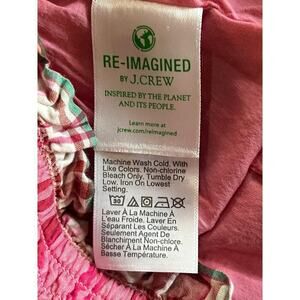 RE-IMAGINED
BY J.CREW
INSPIRED BY THE PLANET
AND ITS PEOPLE.
Learn more at
jcrew.com/reimagined
Machine Wash Cold, With
Like Colors, Non-chlorine
Bleach Only, Tumble Dry
Low, Iron On Lowest
Setting.
30
Laver À La Machine À
L'eau Froide. Laver En
Séparant Les Couleurs.
Seulement Agent De
Blanchiment Non-chlore.
Sécher À La Machine À
Basse Température.